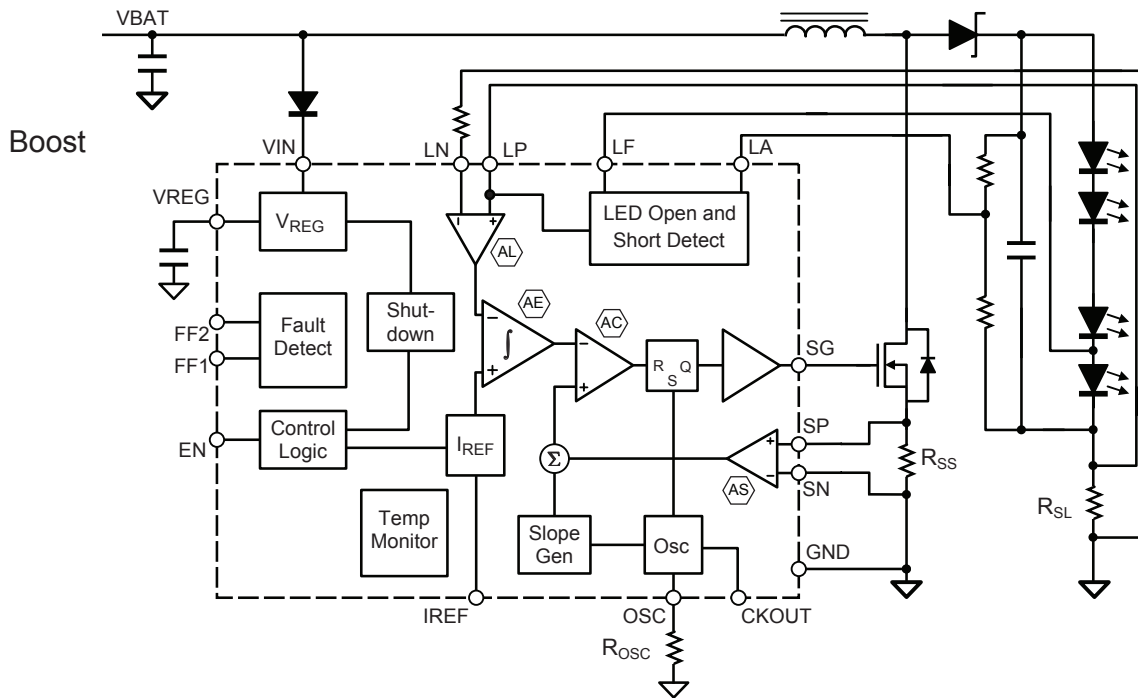 VBAT
Boost
VIN
LN
LP
LF
LA
VREG
VREG
LED Open and
Short Detect
AL
− +
Shut-
down
AE
AC
−
∫
+
−
+
FF2
FF1
Fault
Detect
R S Q
SG
EN
Control
Logic
IREF
Σ
SP
SN
+
−
AS
RSS
RSL
Temp
Monitor
Slope
Gen
Osc
GND
IREF
OSC
CKOUT
ROSC